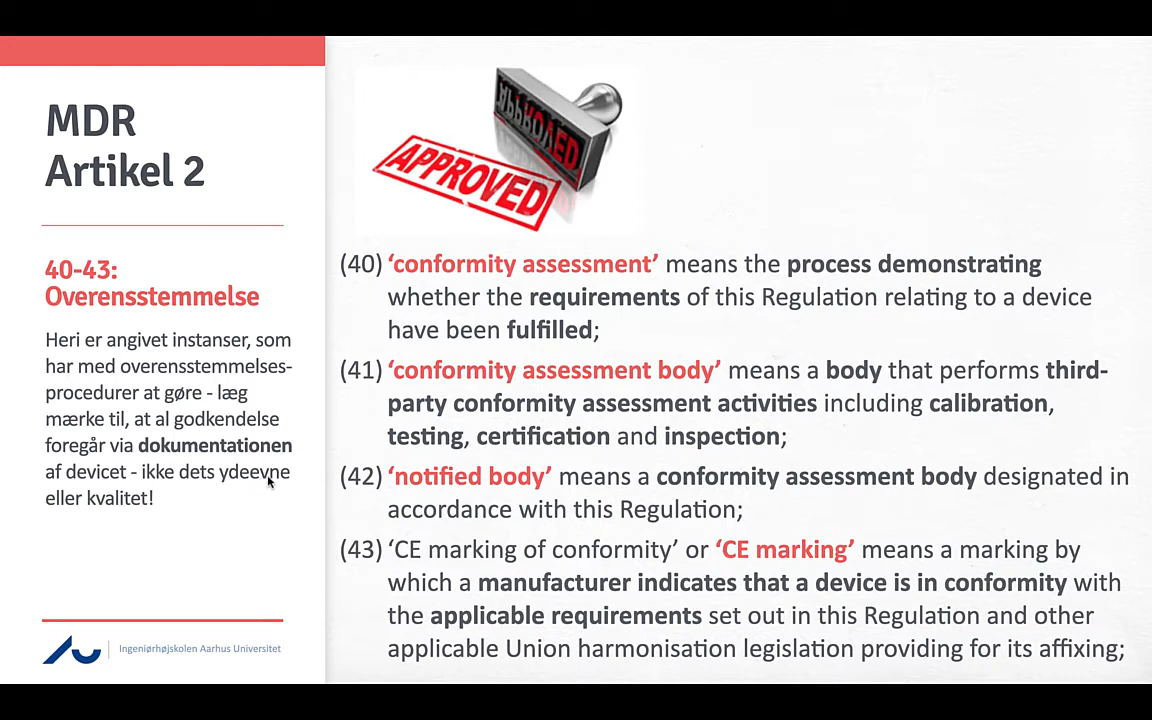 MDR
Artikel 2
40-43:
Overensstemmelse
Heri er angivet instanser, som
har med overensstemmelses-
procedurer at gøre - læg
mærke til, at al godkendelse
foregår via dokumentationen
af devicet - ikke dets ydeevne
eller kvalitet!
Ingeniørhøjskolen Aarhus Universitet
APPROVED
APPROVED
(40) ‘conformity assessment’ means the process demonstrating
whether the requirements of this Regulation relating to a device
have been fulfilled;
(41) ‘conformity assessment body’ means a body that performs third-
party conformity assessment activities including calibration,
testing, certification and inspection;
(42) ‘notified body’ means a conformity assessment body designated in
accordance with this Regulation;
(43) ‘CE marking of conformity’ or ‘CE marking’ means a marking by
which a manufacturer indicates that a device is in conformity with
the applicable requirements set out in this Regulation and other
applicable Union harmonisation legislation providing for its affixing;